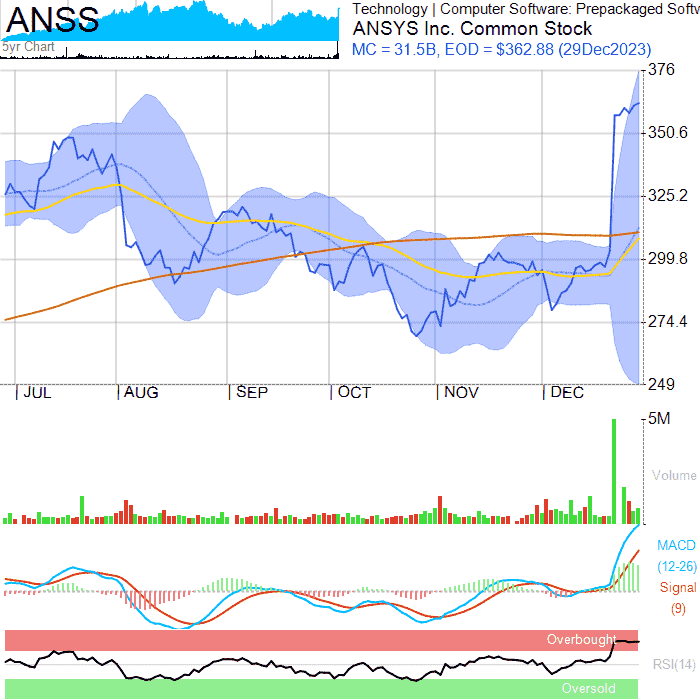 ANSS
5yr Chart
Technology | Computer Software: Prepackaged Softw
ANSYS Inc. Common Stock
MC = 31.5B, EOD = $362.88 (29Dec2023)
376
350.6
325.2
299.8
274.4
249
JUL AUG SEP OCT NOV DEC
5M
Volume
MACD
(12-26)
Signal
(9)
Overbought
RSI(14)
Oversold